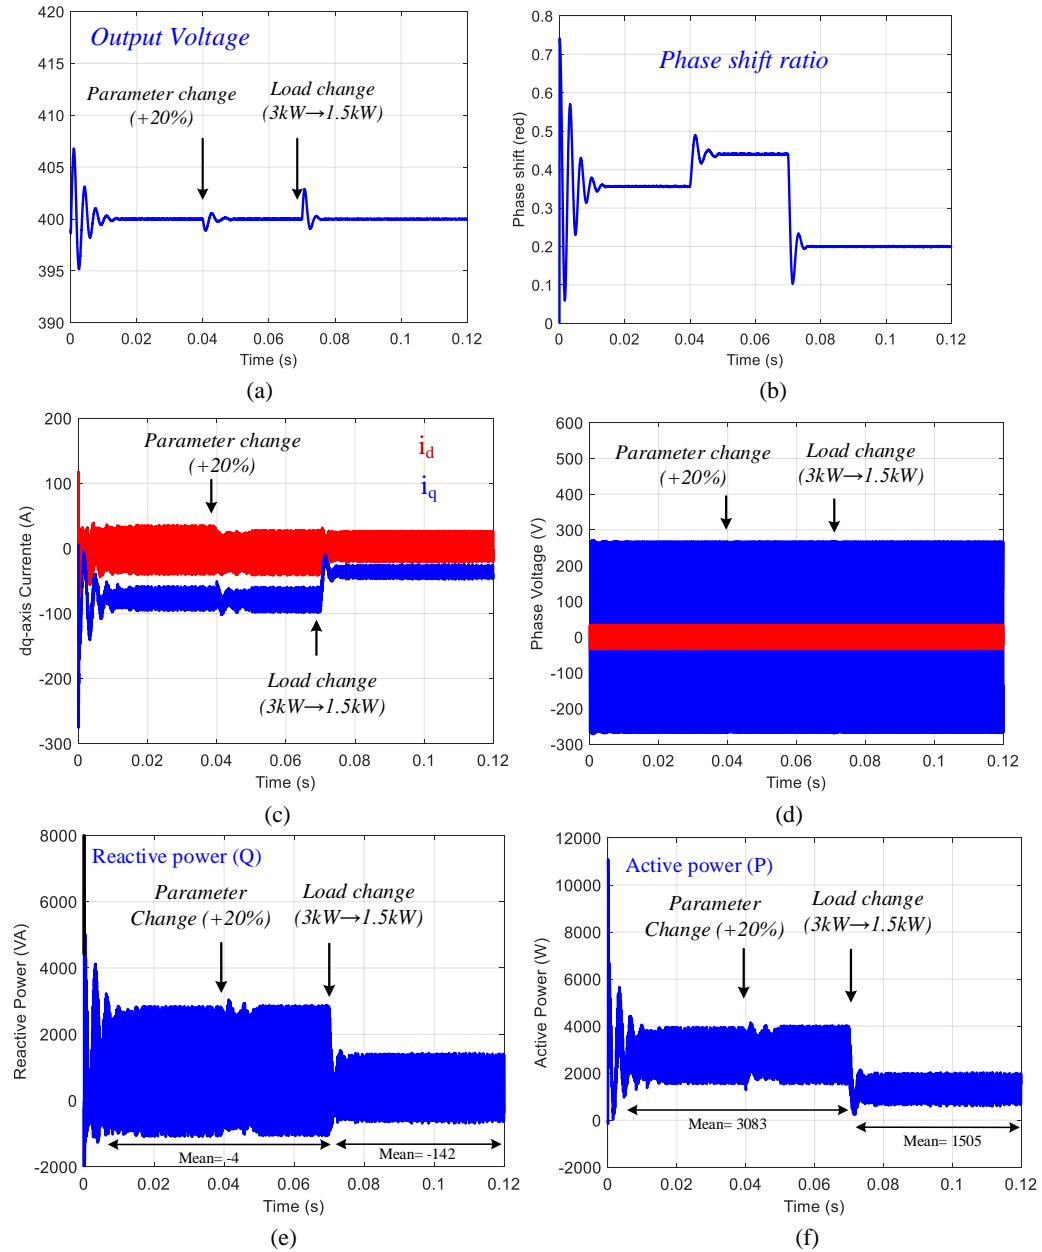 Output Voltage
Parameter change
(+20%)
Load change
(3kW→1.5kW)
420
415
410
405
400
395
390
0
0.02
0.04
0.06
0.08
0.1
0.12
Time (s)
(a)
Phase shift ratio
Phase shift (red)
0.8
0.7
0.6
0.5
0.4
0.3
0.2
0.1
0
0
0.02
0.04
0.06
0.08
0.1
0.12
Time (s)
(b)
Parameter change
(+20%)
i_d
i_q
Load change
(3kW→1.5kW)
dq-axis Currente (A)
200
100
0
-100
-200
-300
0
0.02
0.04
0.06
0.08
0.1
0.12
Time (s)
(c)
Parameter change
(+20%)
Load change
(3kW→1.5kW)
Phase Voltage (V)
600
500
400
300
200
100
0
-100
-200
-300
0
0.02
0.04
0.06
0.08
0.1
0.12
Time (s)
(d)
Reactive power (Q)
Parameter
Change (+20%)
Load change
(3kW→1.5kW)
Reactive Power (VA)
8000
6000
4000
2000
0
-2000
Mean= -4
Mean= -142
0
0.02
0.04
0.06
0.08
0.1
0.12
Time (s)
(e)
Active power (P)
Parameter
Change (+20%)
Load change
(3kW→1.5kW)
Active Power (W)
12000
10000
8000
6000
4000
2000
0
-2000
Mean= 3083
Mean= 1505
0
0.02
0.04
0.06
0.08
0.1
0.12
Time (s)
(f)